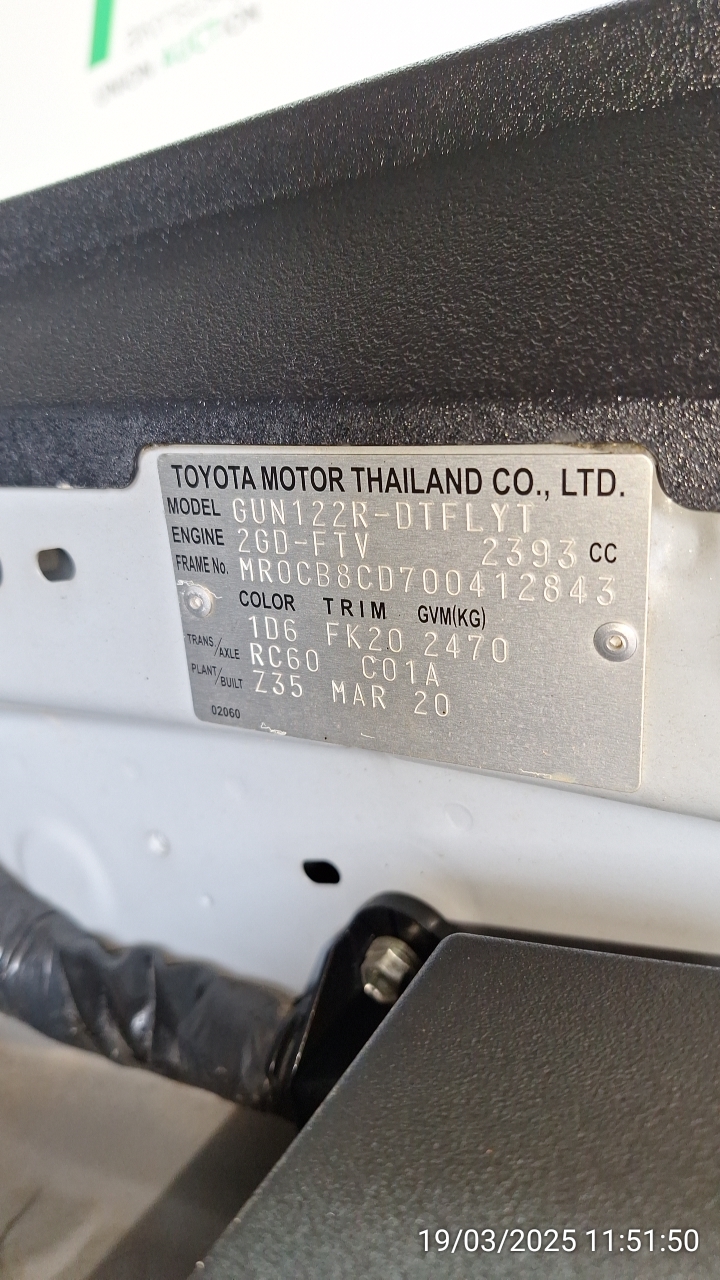 UNION AUCTION
TOYOTA MOTOR THAILAND CO., LTD.
MODEL GUN122R-DTFLYT
ENGINE 2GD-FTV 2393 CC
FRAME No. MR0CB8CD700412843
COLOR TRIM GVM(KG)
1D6 FK20 2470
TRANS/AXLE RC60 C01A
PLANT/BUILT Z35 MAR 20
02060
19/03/2025 11:51:50